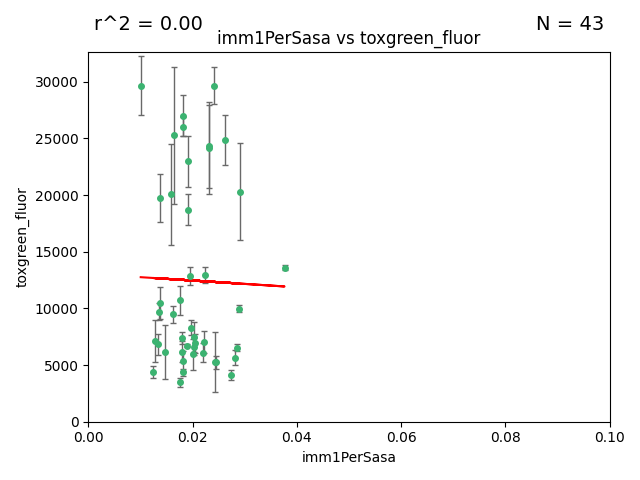 r^2 = 0.00
N = 43
imm1PerSasa vs toxgreen_fluor
30000
25000
20000
15000
10000
5000
0
toxgreen_fluor
0.00 0.02 0.04 0.06 0.08 0.10
imm1PerSasa